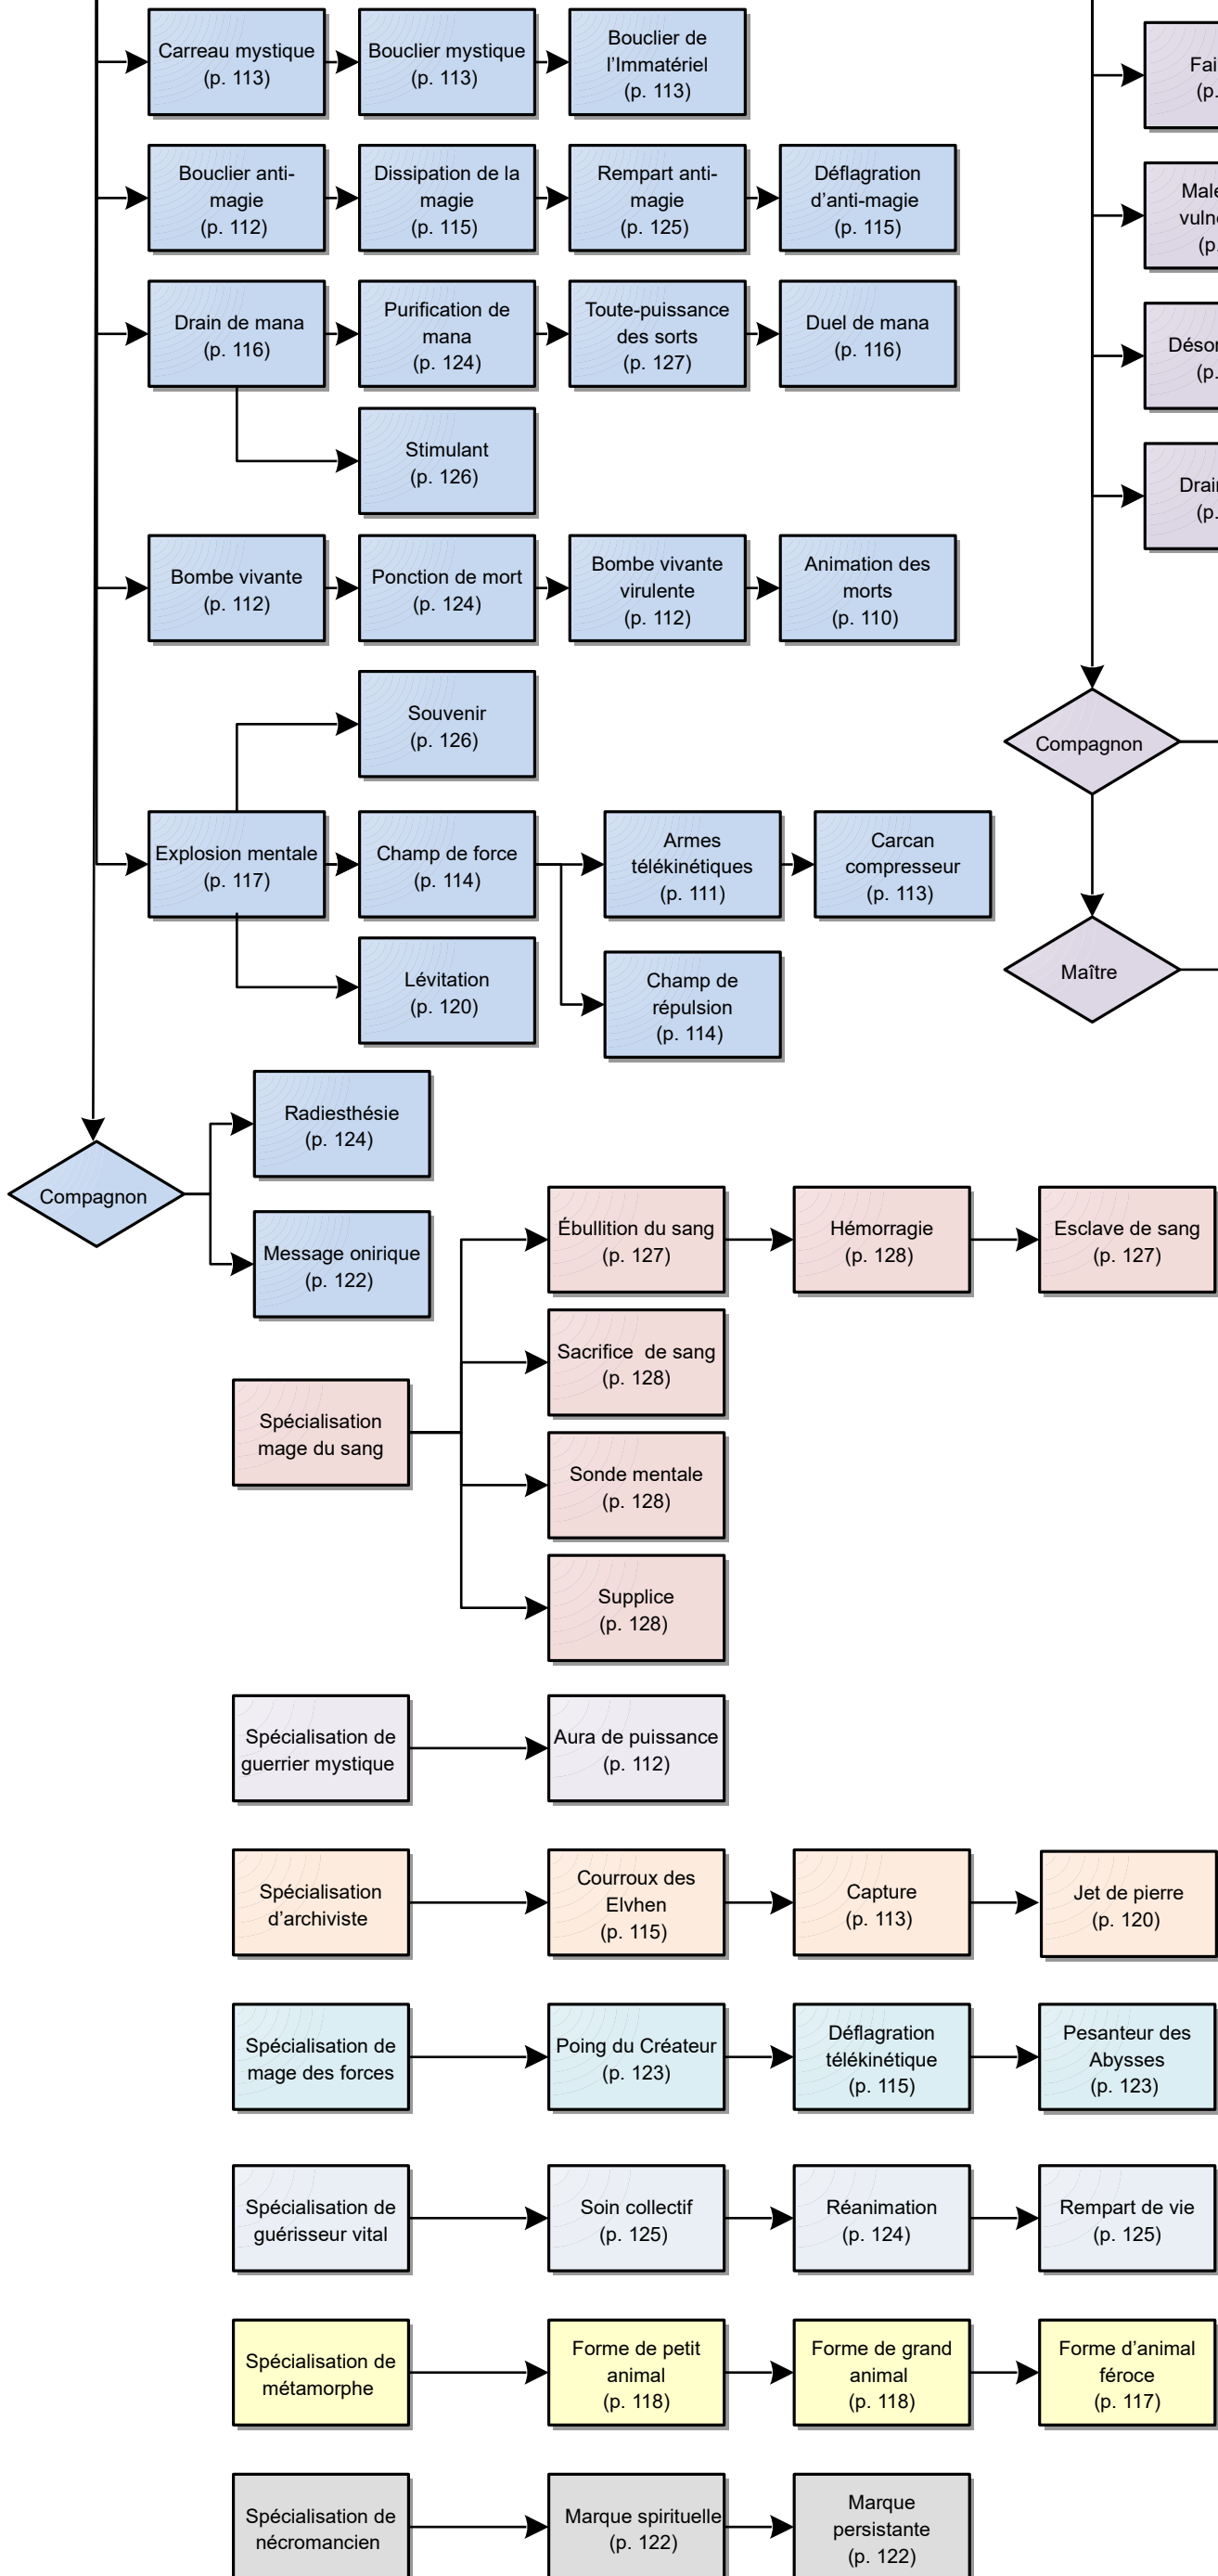 Carreau mystique
(p. 113)
Bouclier mystique
(p. 113)
Bouclier de
l’Immatériel
(p. 113)
Bouclier anti-
magie
(p. 112)
Dissipation de la
magie
(p. 115)
Rempart anti-
magie
(p. 125)
Déflagration
d’anti-magie
(p. 115)
Drain de mana
(p. 116)
Purification de
mana
(p. 124)
Toute-puissance
des sorts
(p. 127)
Duel de mana
(p. 116)
Stimulant
(p. 126)
Bombe vivante
(p. 112)
Ponction de mort
(p. 124)
Bombe vivante
virulente
(p. 112)
Animation des
morts
(p. 110)
Souvenir
(p. 126)
Explosion mentale
(p. 117)
Champ de force
(p. 114)
Armes
télékinétiques
(p. 111)
Carcan
compresseur
(p. 113)
Lévitation
(p. 120)
Champ de
répulsion
(p. 114)
Compagnon
Radiesthésie
(p. 124)
Message onirique
(p. 122)
Fai
(p.
Male
vuln
(p.
Désor
(p.
Drai
(p.
Compagnon
Maître
Spécialisation
mage du sang
Ébullition du sang
(p. 127)
Hémorragie
(p. 128)
Esclave de sang
(p. 127)
Sacrifice de sang
(p. 128)
Sonde mentale
(p. 128)
Supplice
(p. 128)
Spécialisation de
guerrier mystique
Aura de puissance
(p. 112)
Spécialisation
d’archiviste
Courroux des
Elvhen
(p. 115)
Capture
(p. 113)
Jet de pierre
(p. 120)
Spécialisation de
mage des forces
Poing du Créateur
(p. 123)
Déflagration
télékinétique
(p. 115)
Pesanteur des
Abysses
(p. 123)
Spécialisation de
guérisseur vital
Soin collectif
(p. 125)
Réanimation
(p. 124)
Rempart de vie
(p. 125)
Spécialisation de
métamorphe
Forme de petit
animal
(p. 118)
Forme de grand
animal
(p. 118)
Forme d’animal
féroce
(p. 117)
Spécialisation de
nécromancien
Marque spirituelle
(p. 122)
Marque
persistante
(p. 122)